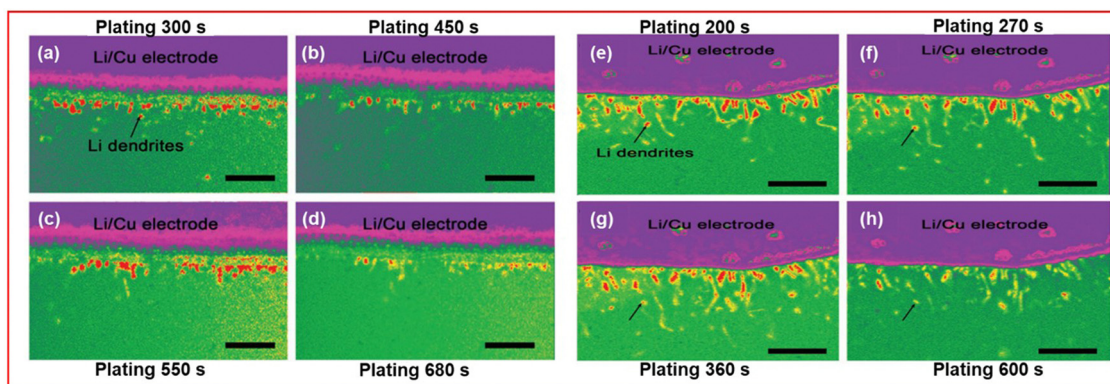 Plating 300 s
Plating 450 s
Plating 200 s
Plating 270 s
(a)
Li/Cu electrode
Li dendrites
(b)
Li/Cu electrode
(e)
Li/Cu electrode
Li dendrites
(f)
Li/Cu electrode
(c)
Li/Cu electrode
(d)
Li/Cu electrode
(g)
Li/Cu electrode
(h)
Li/Cu electrode
Plating 550 s
Plating 680 s
Plating 360 s
Plating 600 s